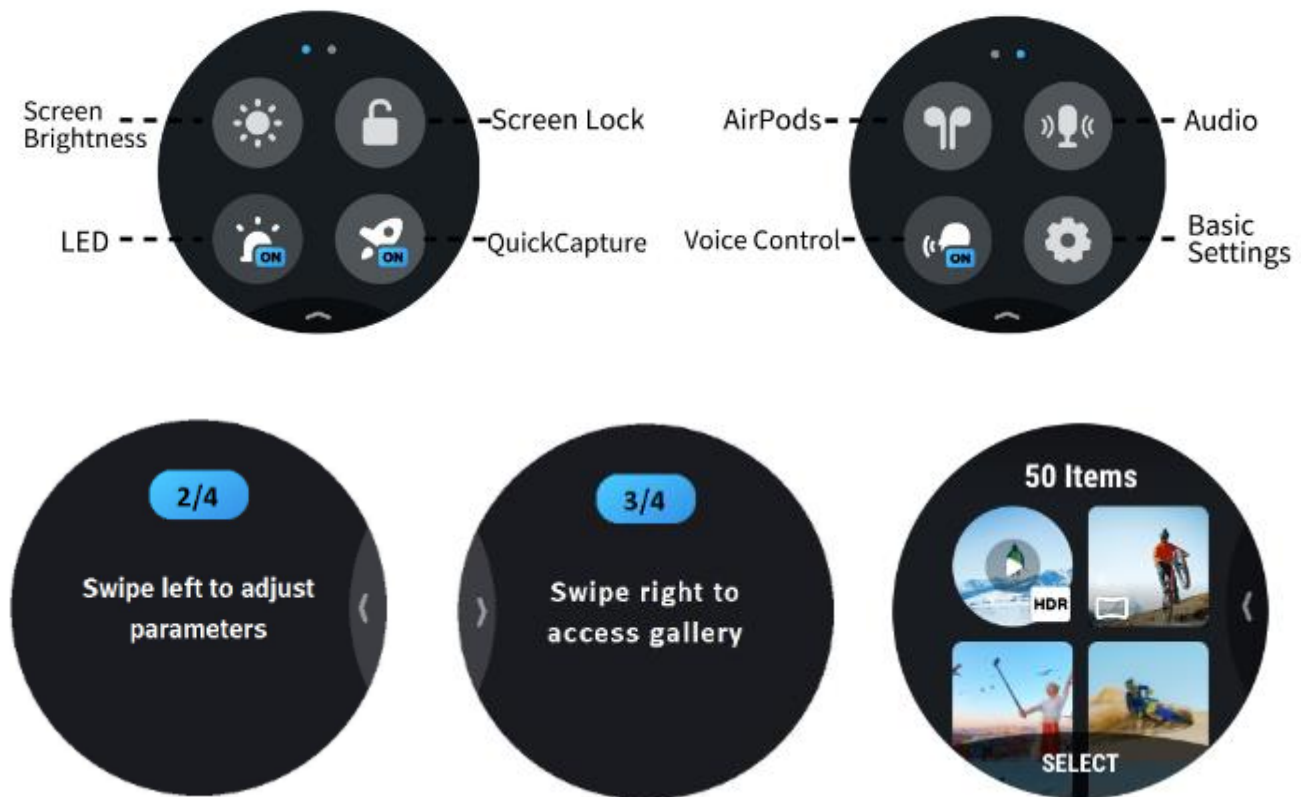 Screen
Brightness
Screen Lock
LED
ON
ON
QuickCapture
AirPods
Audio
Voice Control
ON
Basic
Settings
2/4
Swipe left to adjust
parameters
3/4
Swipe right to
access gallery
50 Items
HDR
SELECT